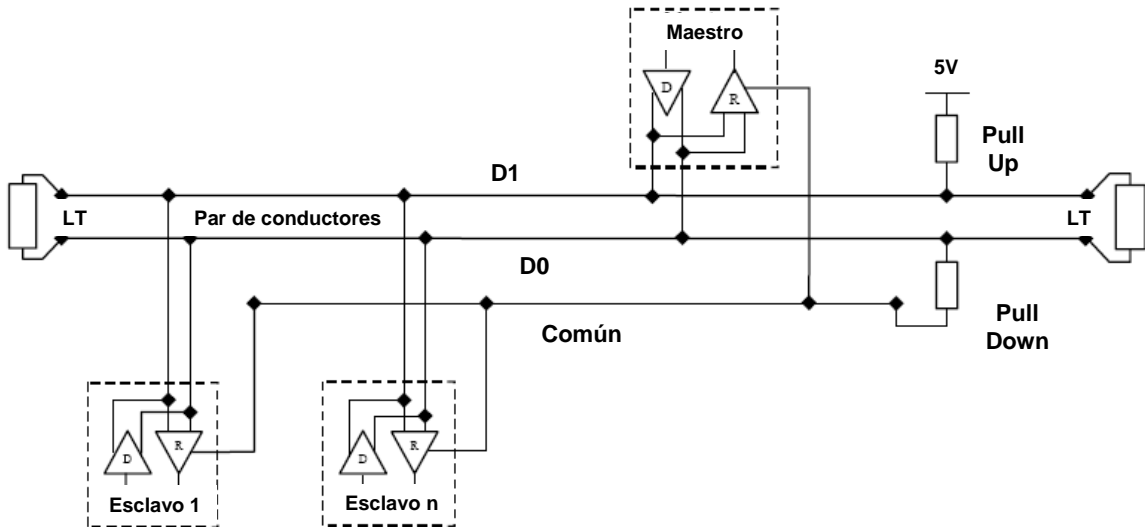 Maestro
D
R
5V
Pull
Up
D1
LT
Par de conductores
LT
D0
Común
Pull
Down
D
R
Esclavo 1
D
R
Esclavo n